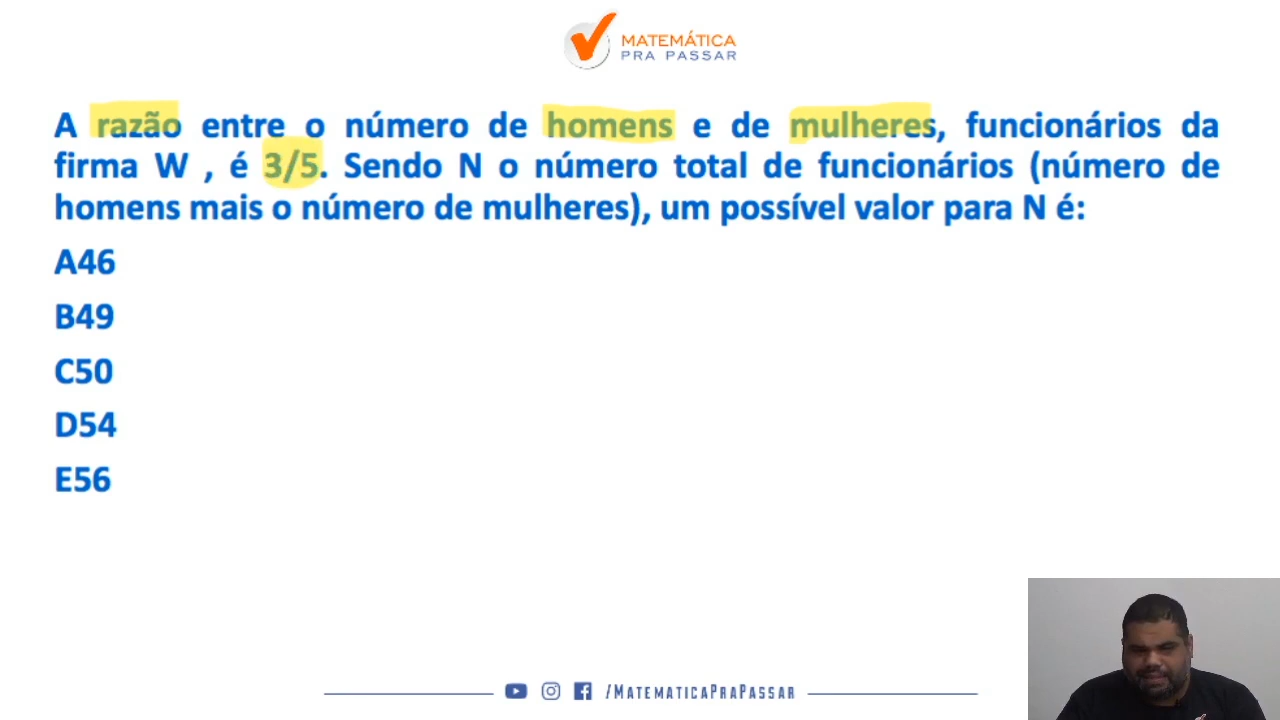 MATEMÁTICA
PRA PASSAR
A razão entre o número de homens e de mulheres, funcionários da
firma W , é 3/5. Sendo N o número total de funcionários (número de
homens mais o número de mulheres), um possível valor para N é:
A46
B49
C50
D54
E56
/MATEMATICAPRAPASSAR